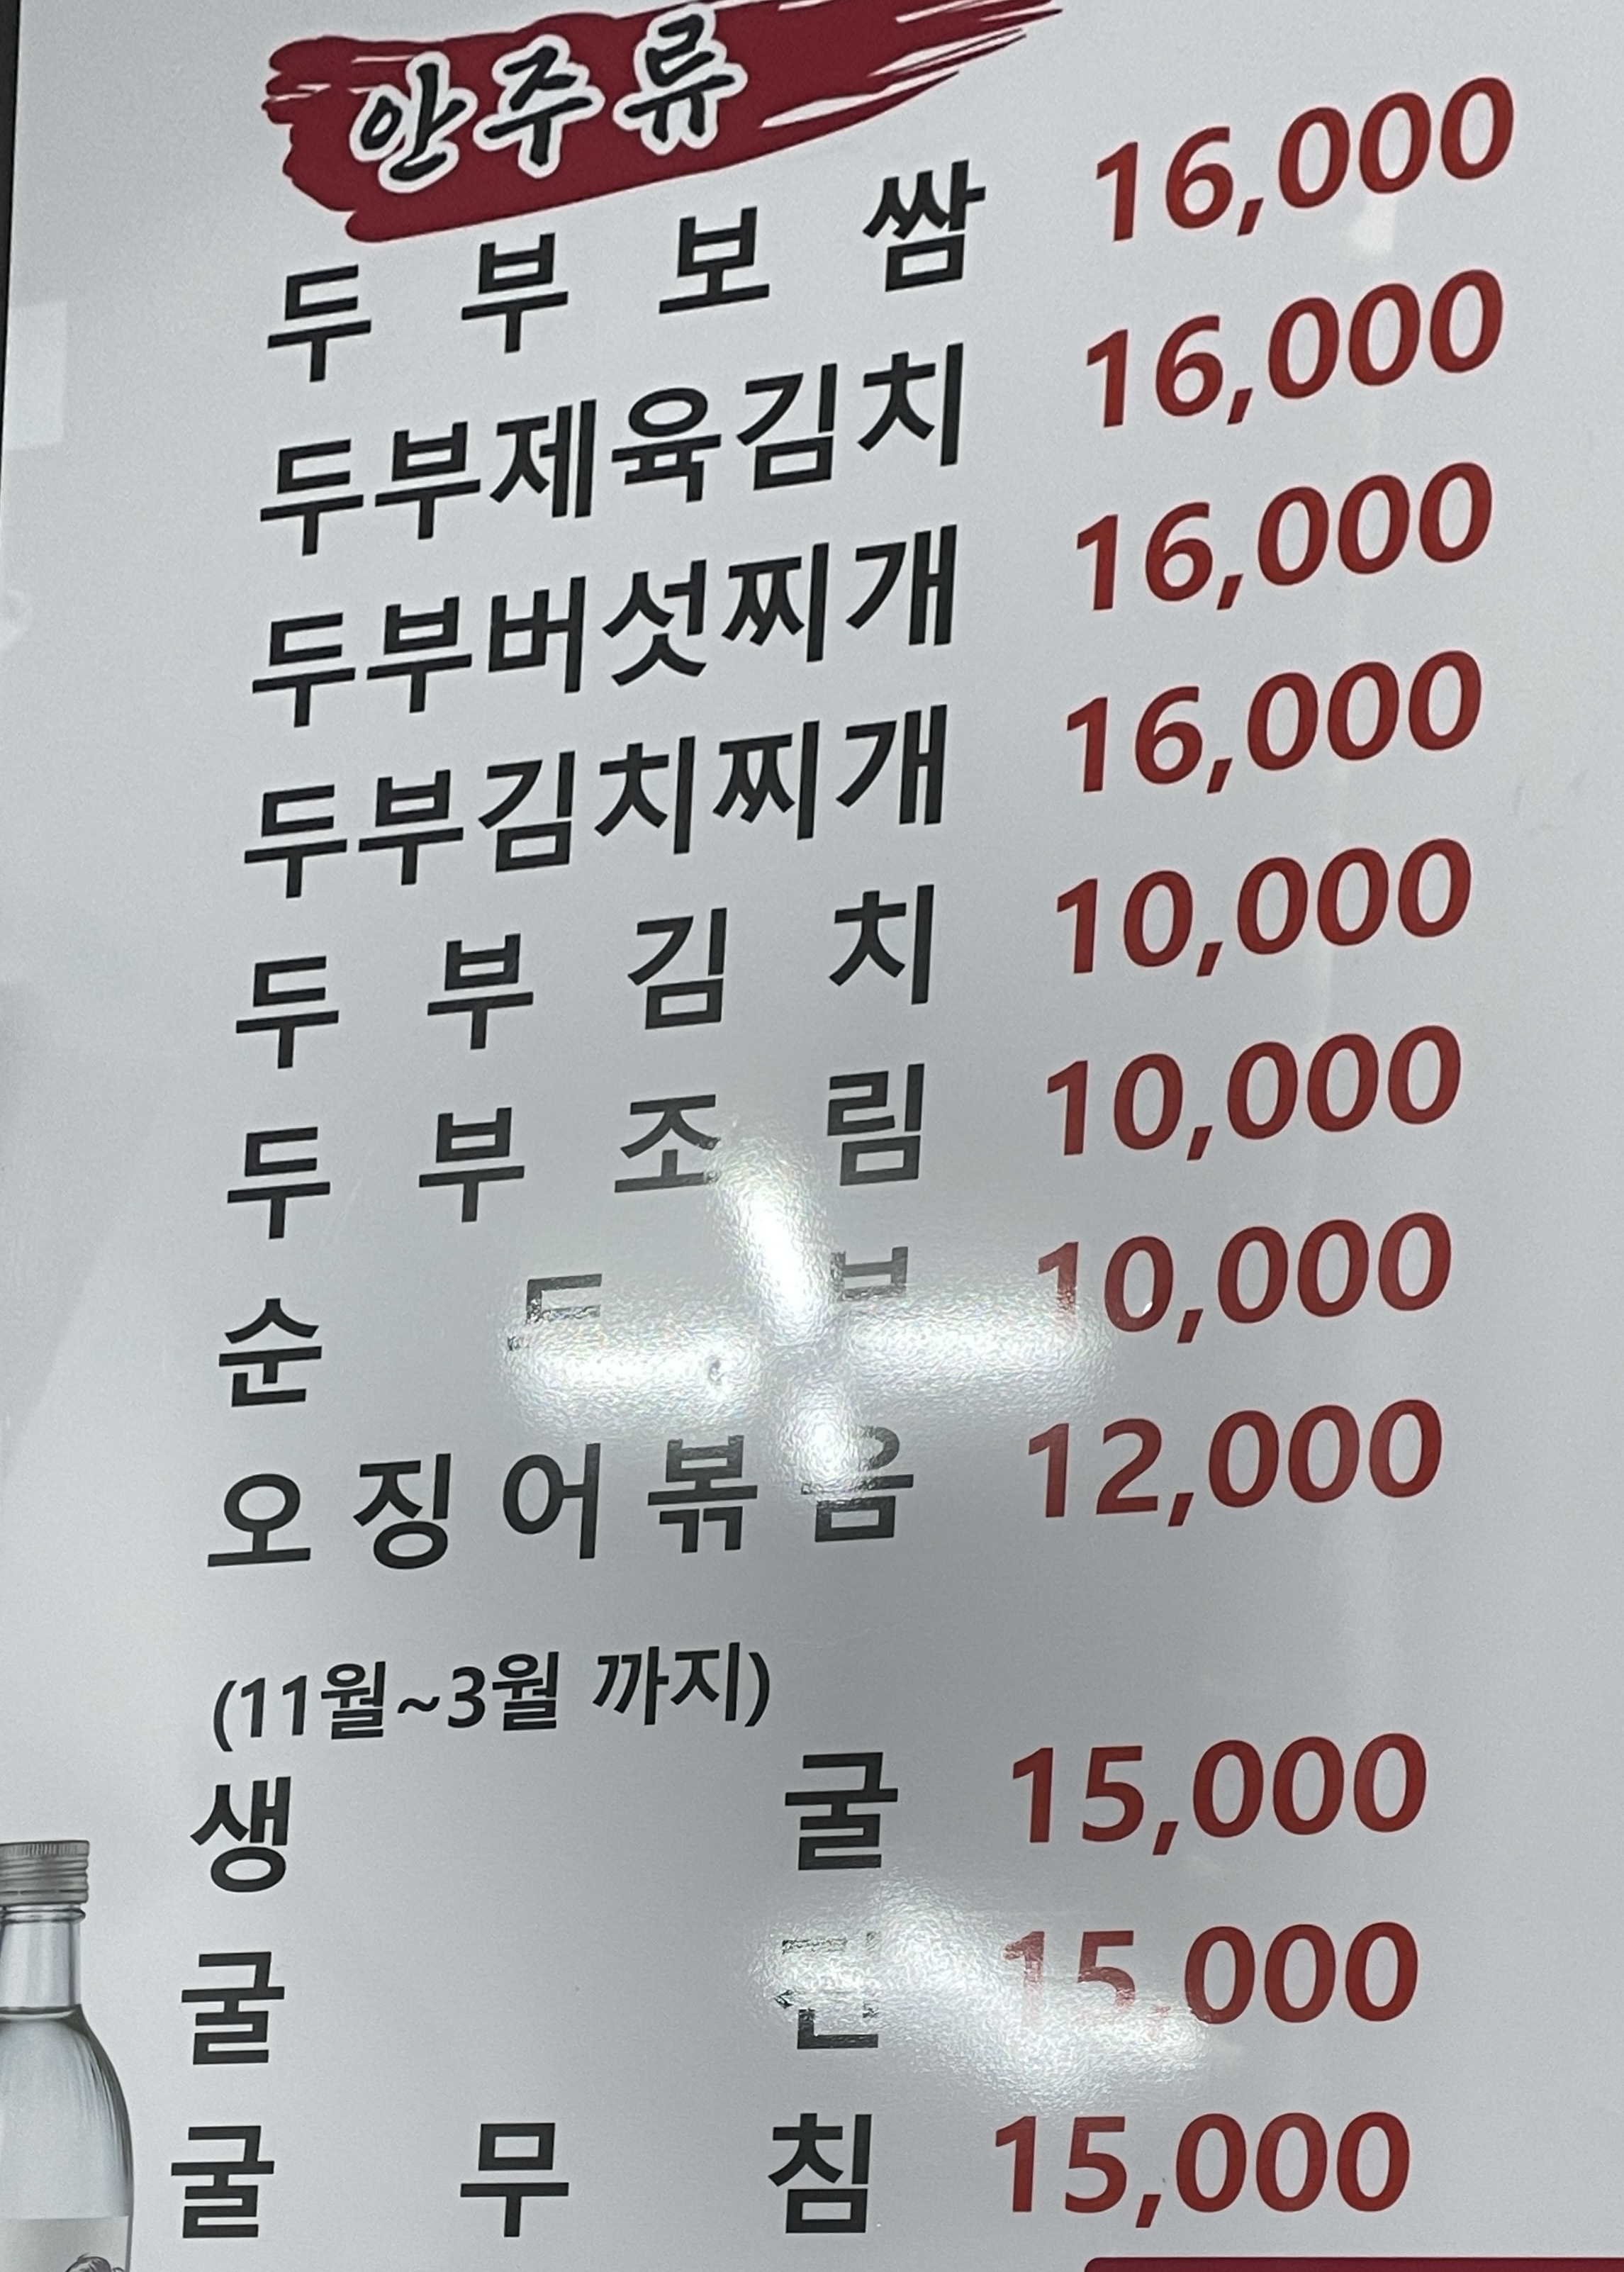 안주류
두부보쌈 16,000
두부제육김치 16,000
두부버섯찌개 16,000
두부김치찌개 16,000
두부김치 10,000
두부조림 10,000
순두부 10,000
오징어볶음 12,000
(11월~3월 까지)
생굴 15,000
굴전 15,000
굴무침 15,000